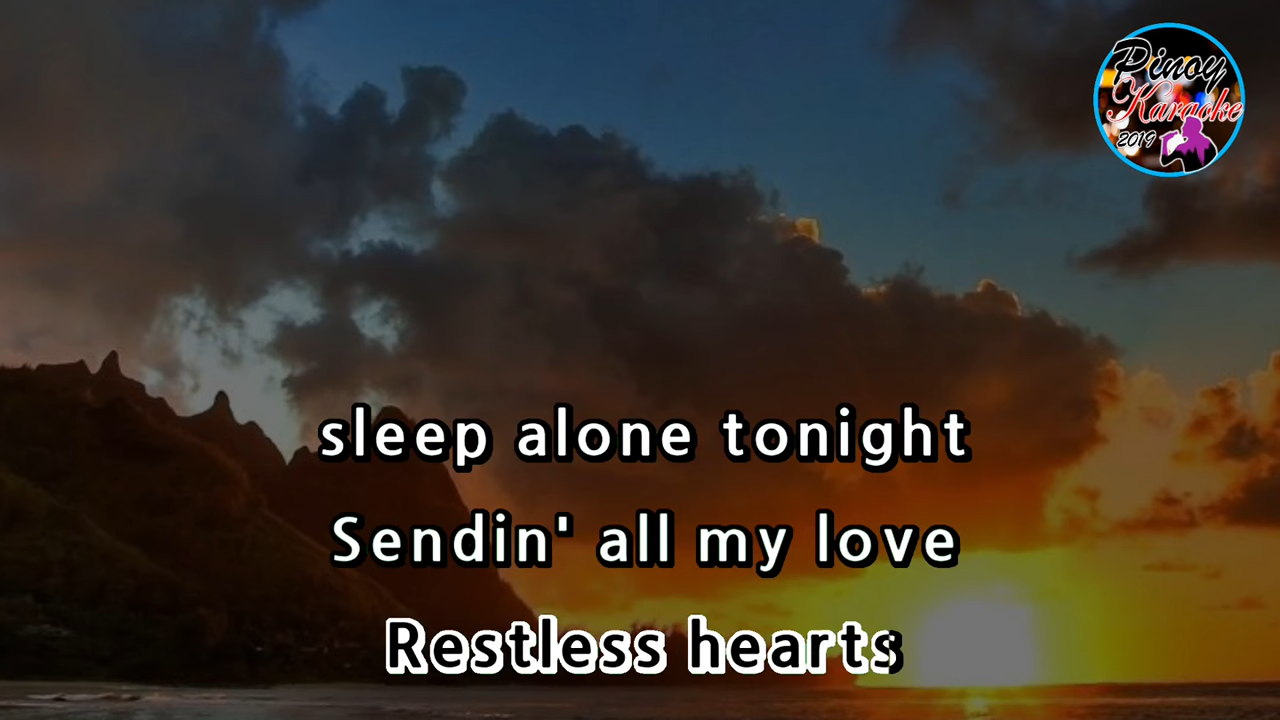 Pinoy
Karaoke
2019
sleep alone tonight
Sendin' all my love
Restless hearts